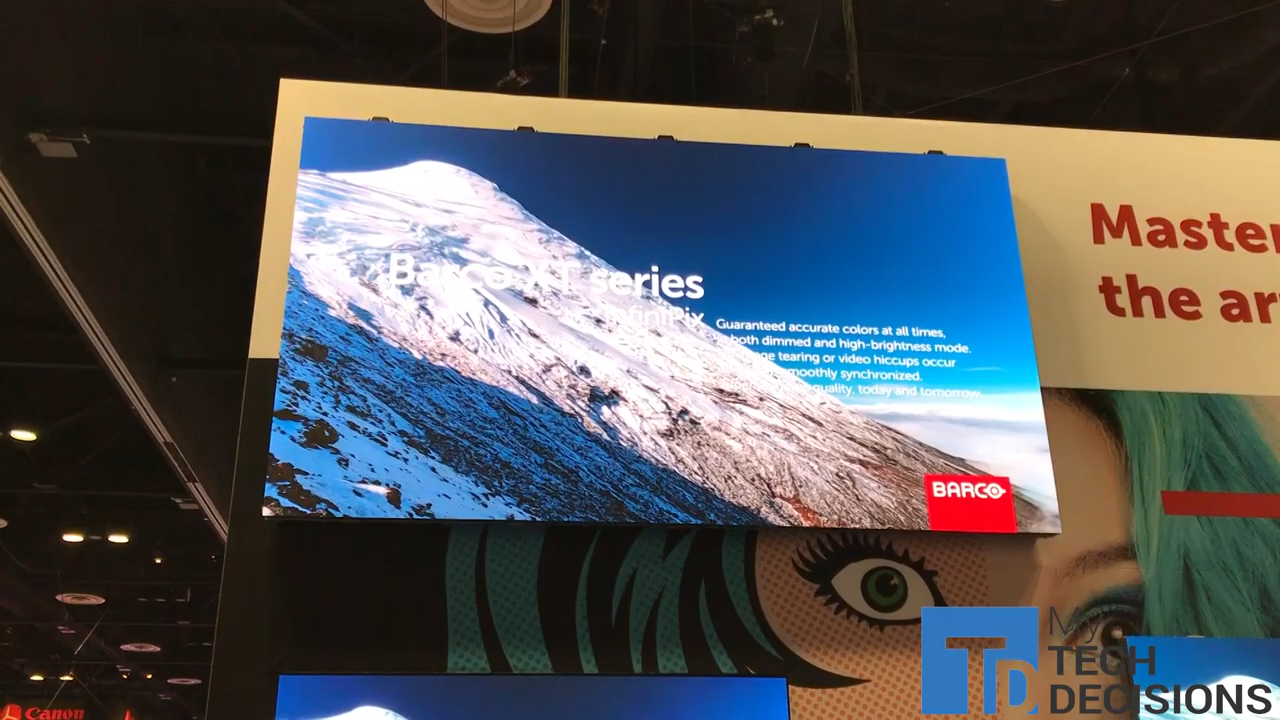 Master
the ar
Barco XT series
InfiniPix
Guaranteed accurate colors at all times,
both dimmed and high-brightness mode.
tearing or video hiccups occur
smoothly synchronized.
quality, today and tomorrow
BARCO
My
TECH
DECISIONS
TD
Canon